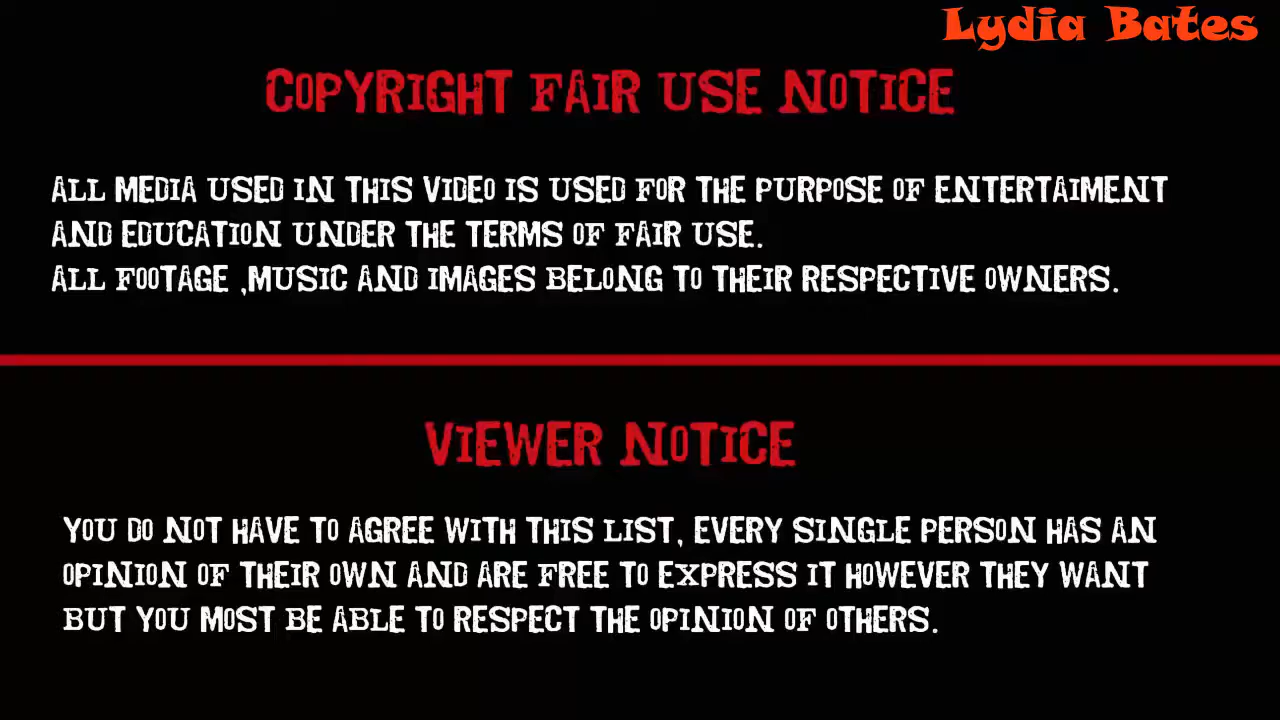 Lydia Bates
COPYRIGHT FAIR USE NOTICE
ALL MEDIA USED IN THIS VIDEO IS USED FOR THE PURPOSE OF ENTERTAIMENT
AND EDUCATION UNDER THE TERMS OF FAIR USE.
ALL FOOTAGE ,MUSIC AND IMAGES BELONG TO THEIR RESPECTIVE OWNERS.
VIEWER NOTICE
YOU DO NOT HAVE TO AGREE WITH THIS LIST, EVERY SINGLE PERSON HAS AN
OPINION OF THEIR OWN AND ARE FREE TO EXPRESS IT HOWEVER THEY WANT
BUT YOU MOST BE ABLE TO RESPECT THE OPINION OF OTHERS.